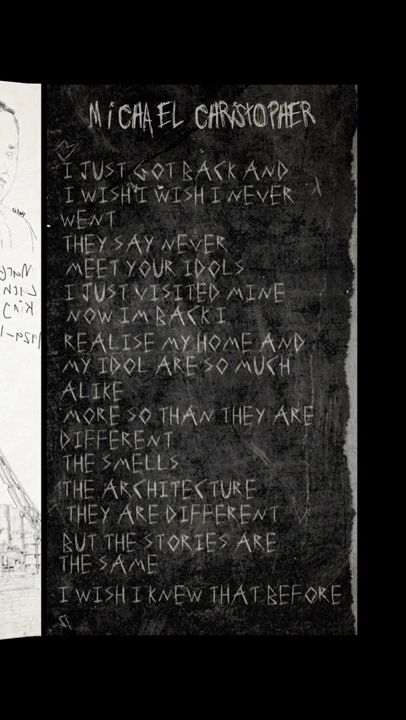 MiCHAEL CHRiStOPHER
I JUST GOT BACK AND
I WISH I WISH I NEVER
WENT
THEY SAY NEVER
MEET YOUR IDOLS
I JUST VISITED MINE
NOW IM BACK I
REALISE MY HOME AND
MY IDOL ARE SO MUCH
ALIKE
MORE SO THAN THEY ARE
DIFFERENT
THE SMELLS
THE ARCHITECTURE
THEY ARE DIFFERENT
BUT THE STORIES ARE
THE SAME
I WISH I KNEW THAT BEFORE